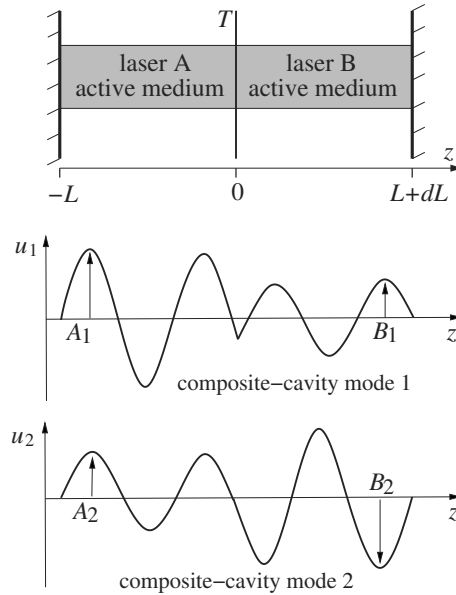 T
laser A
active medium
laser B
active medium
z
−L
0
L+dL
u1
A1
B1
z
composite−cavity mode 1
u2
B2
A2
z
composite−cavity mode 2